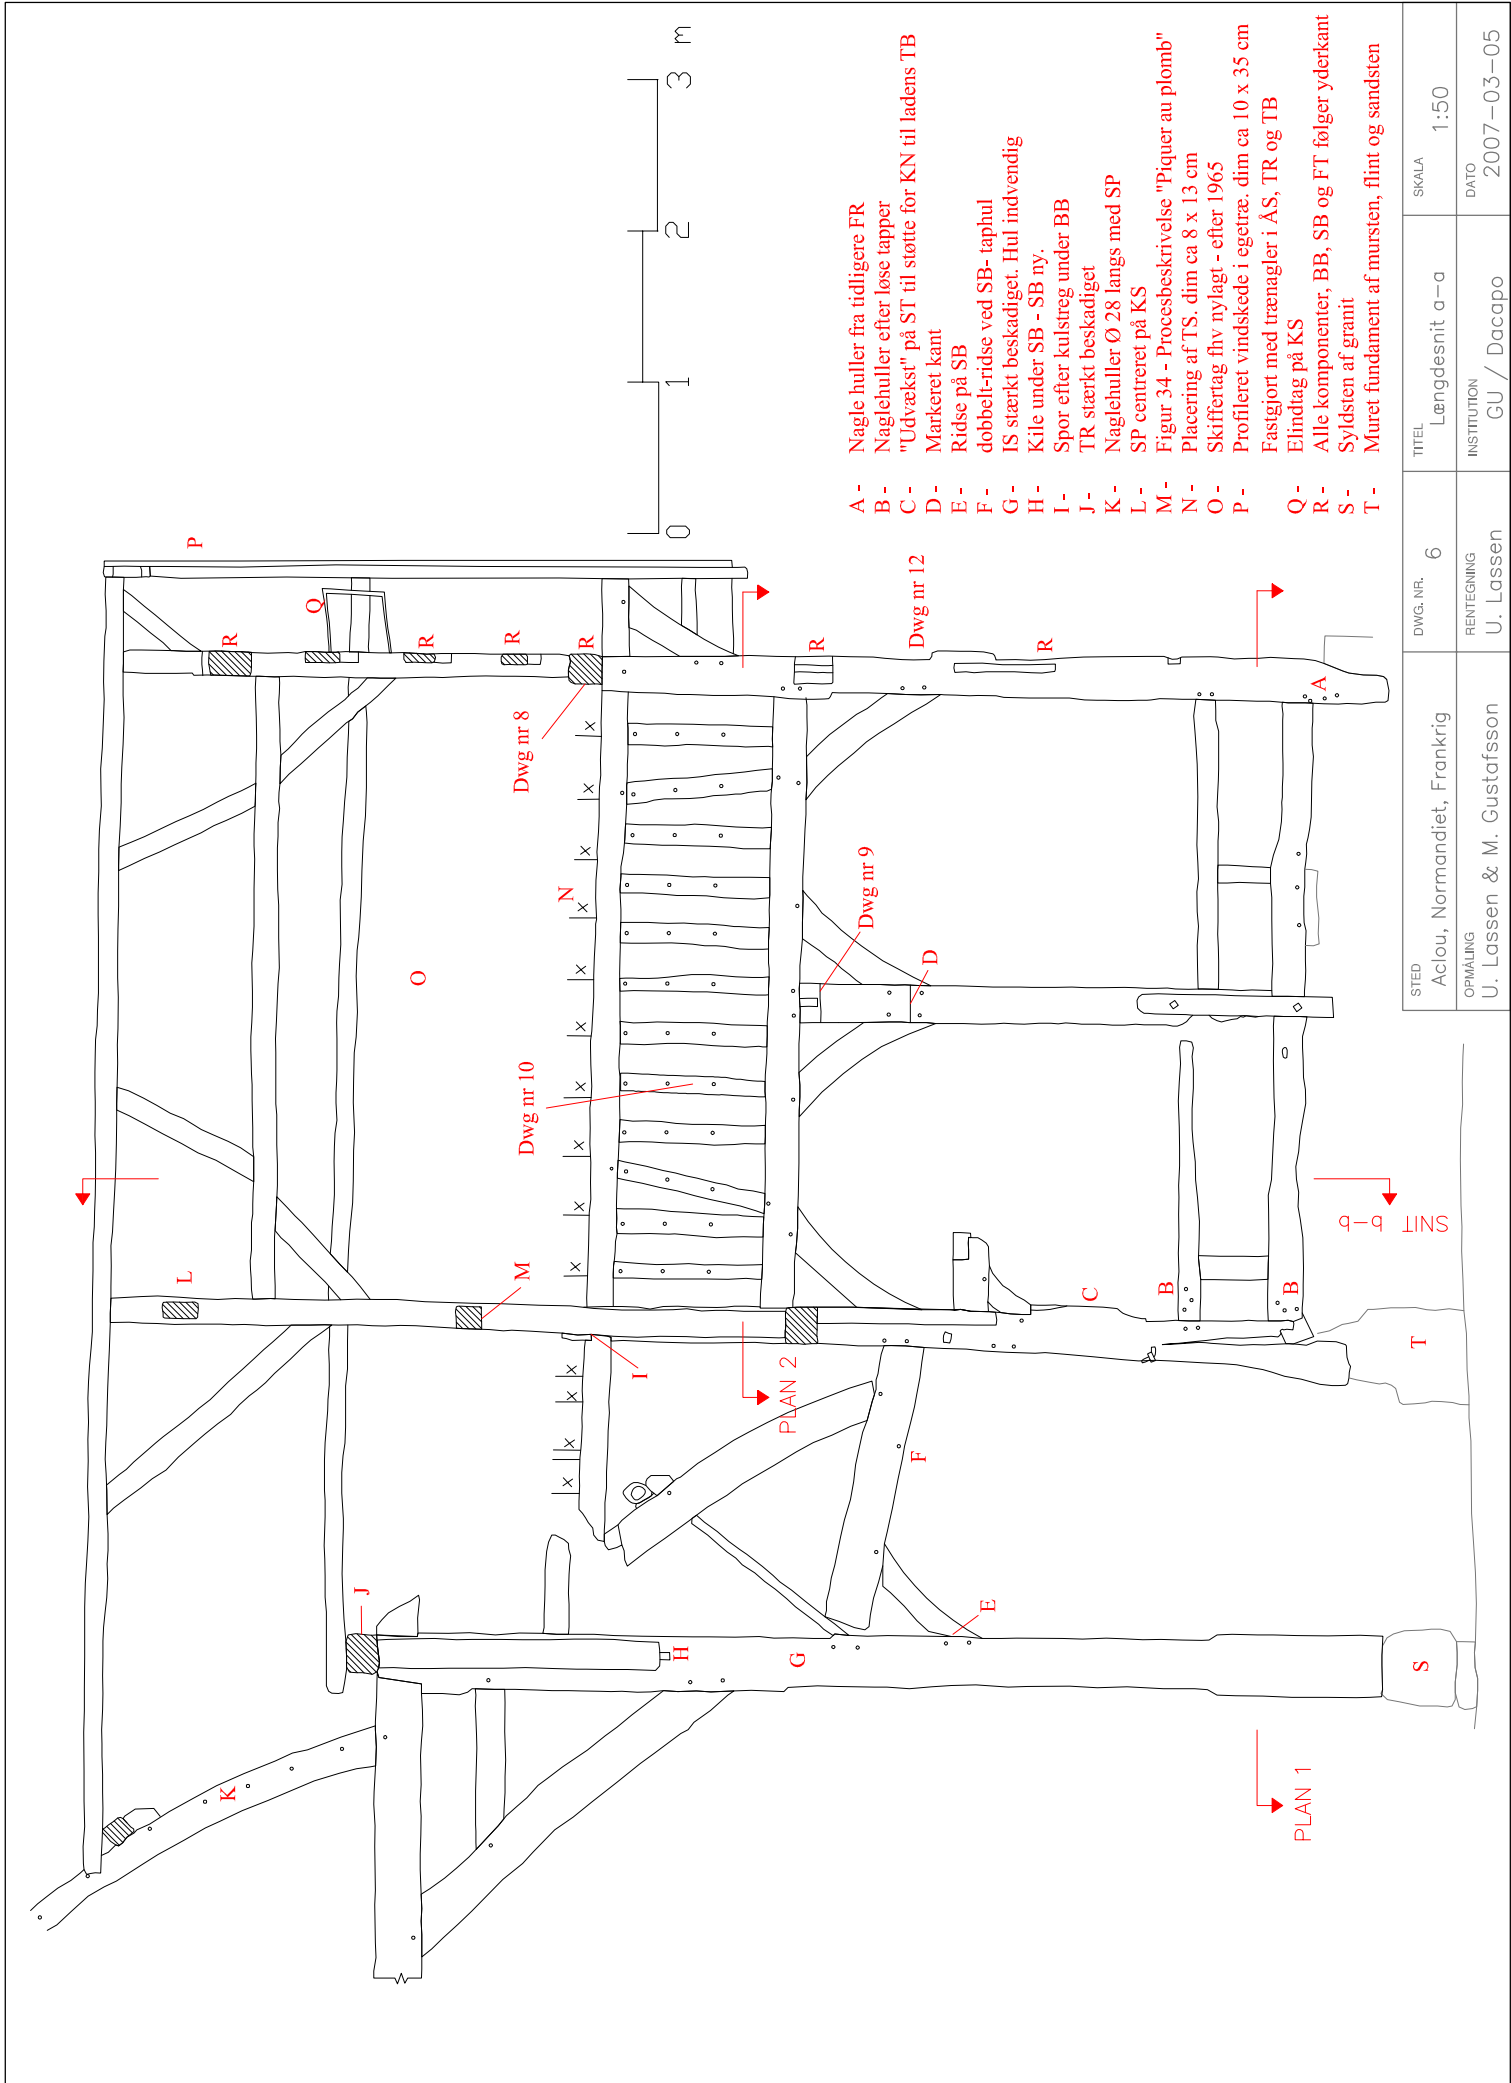 P
R
Q
R
R
R
Dwg nr 8
R
Dwg nr 12
R
A
L
O
N
M
Dwg nr 10
Dwg nr 9
D
K
J
I
PLAN 2
C
B
B
SNIT b-b
H
G
E
F
T
S
PLAN 1
0 1 2 3 m
A - Nagle huller fra tidligere FR
B - Naglehuller efter løse tapper
C - "Udvækst" på ST til støtte for KN til ladens TB
D - Markeret kant
E - Ridse på SB
F - dobbelt-ridse ved SB- taphul
G - IS stærkt beskadiget. Hul indvendig
H - Kile under SB - SB ny.
I - Spor efter kulstreg under BB
J - TR stærkt beskadiget
K - Naglehuller Ø 28 langs med SP
L - SP centreret på KS
M - Figur 34 - Procesbeskrivelse "Piquer au plomb"
N - Placering af TS. dim ca 8 x 13 cm
O - Skiffertag fhv nylagt - efter 1965
P - Profileret vindskede i egetræ. dim ca 10 x 35 cm
Fastgjort med trænagler i ÅS, TR og TB
Q - Elindtag på KS
R - Alle komponenter, BB, SB og FT følger yderkant
S - Syldsten af granit
T - Muret fundament af mursten, flint og sandsten
STED
Aclou, Normandiet, Frankrig
DWG. NR.
6
TITEL
Længdesnit a-a
SKALA
1:50
OPMÅLING
U. Lassen & M. Gustafsson
RENTEGNING
U. Lassen
INSTITUTION
GU / Dacapo
DATO
2007-03-05